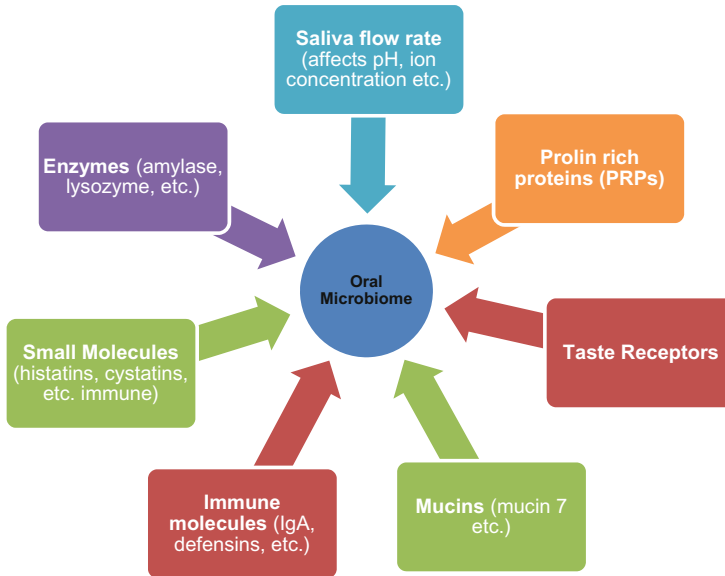 Saliva flow rate
(affects pH, ion
concentration etc.)
Enzymes (amylase,
lysozyme, etc.)
Prolin rich
proteins (PRPs)
Oral
Microbiome
Small Molecules
(histatins, cystatins,
etc. immune)
Taste Receptors
Immune
molecules (IgA,
defensins, etc.)
Mucins (mucin 7
etc.)